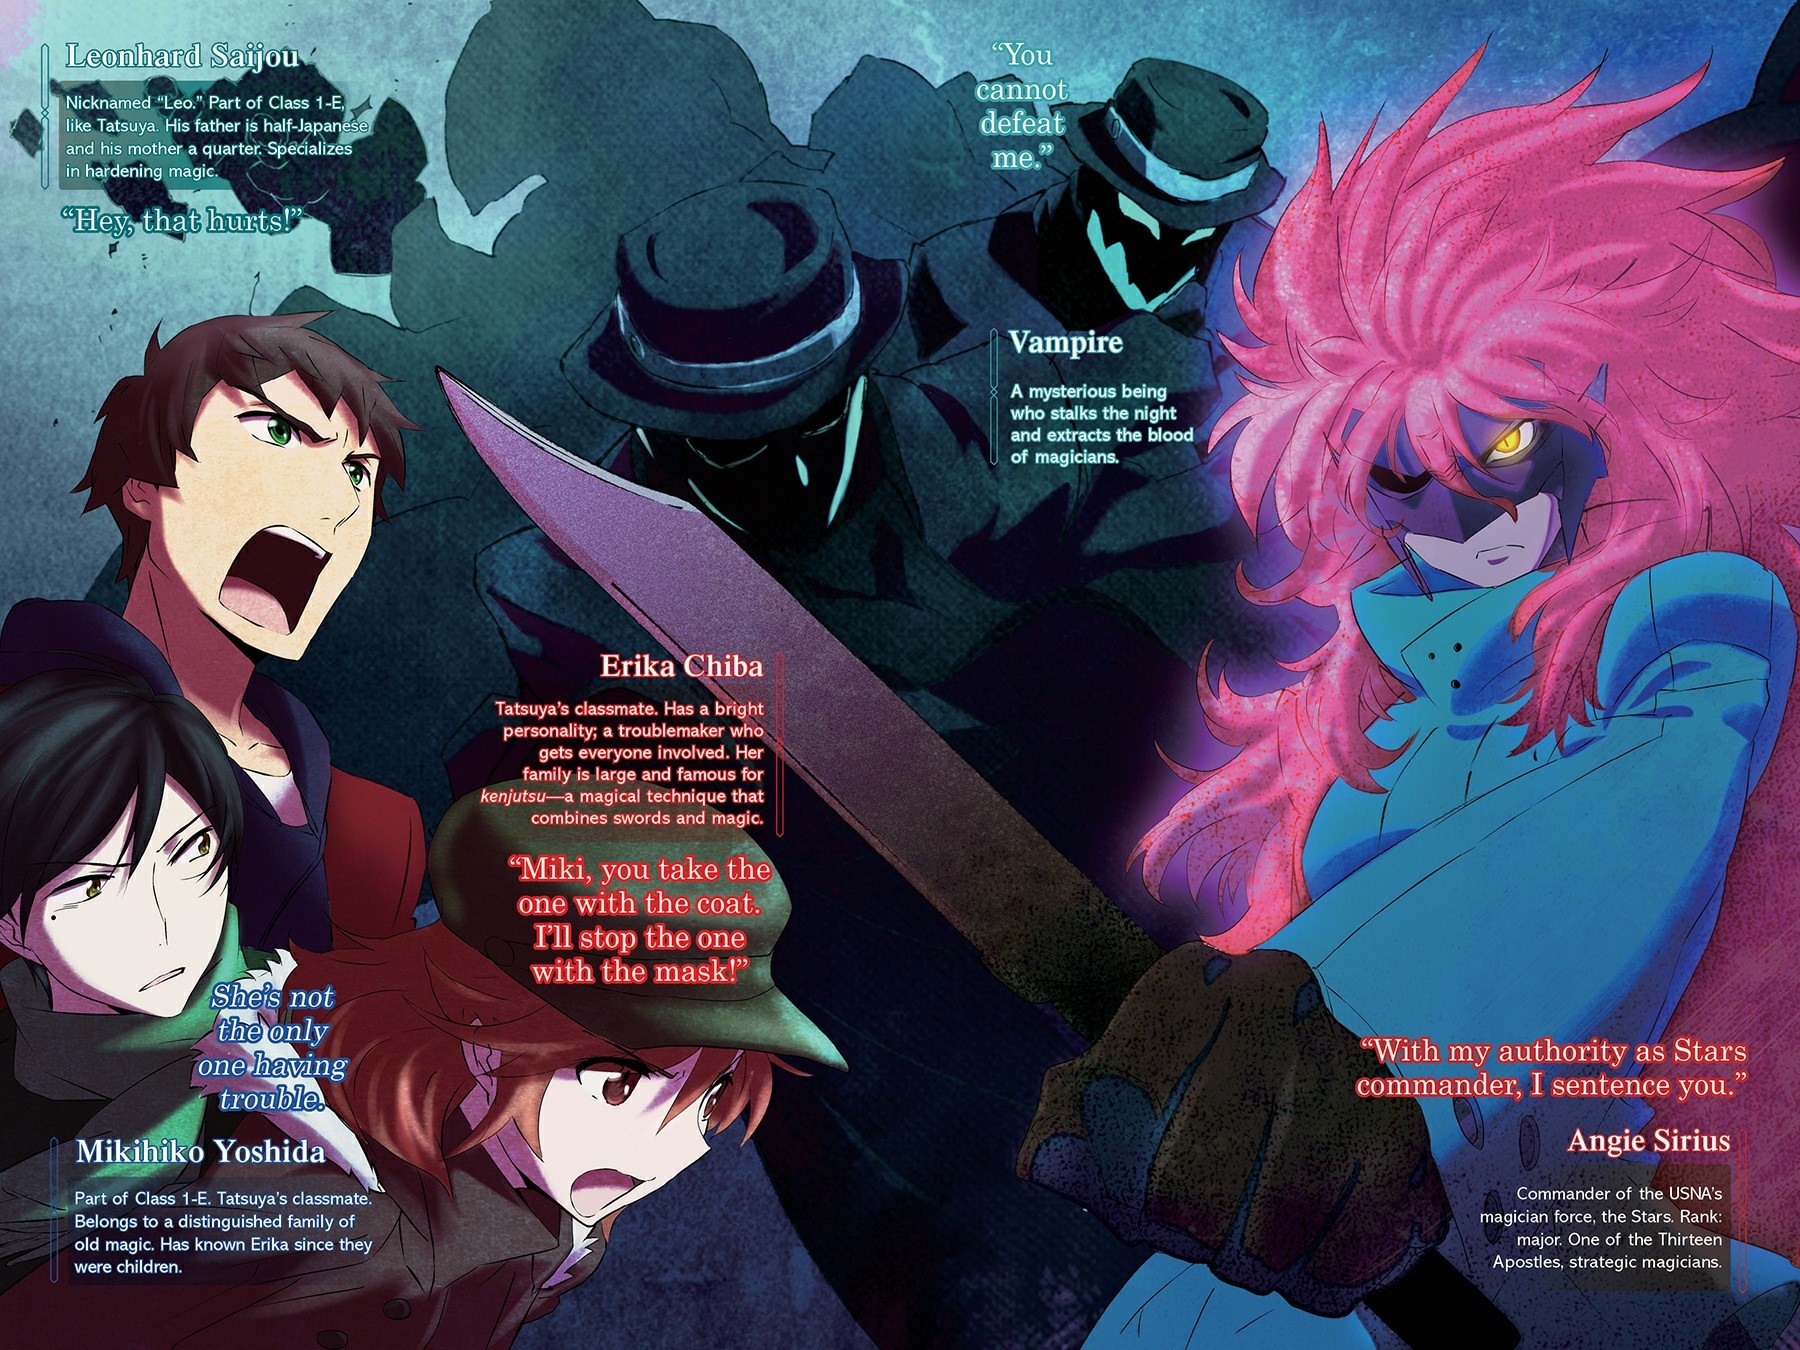 Leonhard Saijou
Nicknamed “Leo.” Part of Class 1-E,
like Tatsuya. His father is half-Japanese
and his mother a quarter. Specializes
in hardening magic.
“Hey, that hurts!”
“You
cannot
defeat
me.”
Vampire
A mysterious being
who stalks the night
and extracts the blood
of magicians.
Erika Chiba
Tatsuya’s classmate. Has a bright
personality; a troublemaker who
gets everyone involved. Her
family is large and famous for
kenjutsu—a magical technique that
combines swords and magic.
“Miki, you take the
one with the coat.
I’ll stop the one
with the mask!”
She’s not
the only
one having
trouble.
Mikihiko Yoshida
Part of Class 1-E. Tatsuya’s classmate.
Belongs to a distinguished family of
old magic. Has known Erika since they
were children.
“With my authority as Stars
commander, I sentence you.”
Angie Sirius
Commander of the USNA’s
magician force, the Stars. Rank:
major. One of the Thirteen
Apostles, strategic magicians.